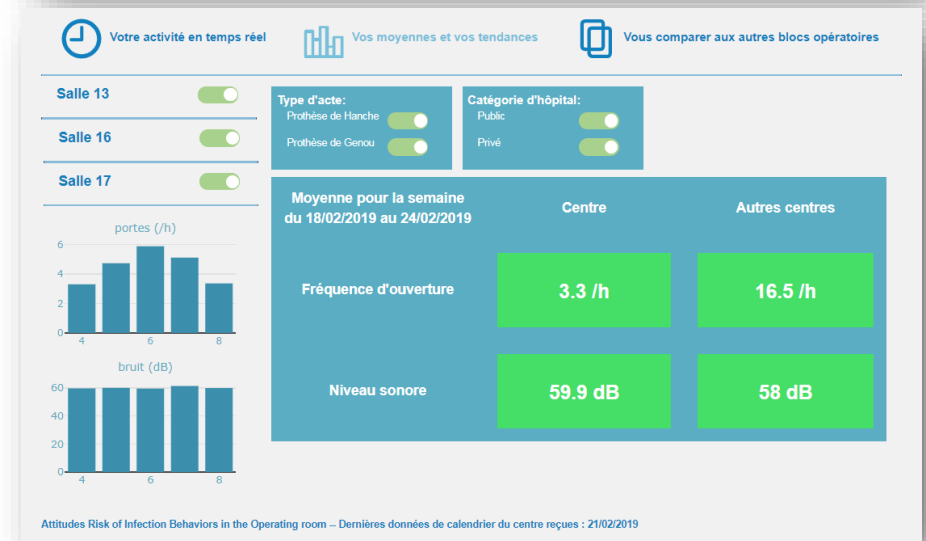 Votre activité en temps réel
Vos moyennes et vos tendances
Vous comparer aux autres blocs opératoires
Salle 13
Salle 16
Salle 17
Type d'acte:
Prothèse de Hanche
Prothèse de Genou
Catégorie d'hôpital:
Public
Privé
portes (/h)
6
4
2
0
4 6 8
bruit (dB)
60
40
20
0
4 6 8
Moyenne pour la semaine
du 18/02/2019 au 24/02/2019
Centre
Autres centres
Fréquence d'ouverture
3.3 /h
16.5 /h
Niveau sonore
59.9 dB
58 dB
Attitudes Risk of Infection Behaviors in the Operating room – Dernières données de calendrier du centre reçues : 21/02/2019